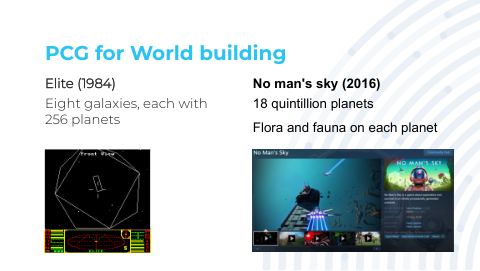 PCG for World building
Elite (1984)
Eight galaxies, each with
256 planets
No man's sky (2016)
18 quintillion planets
Flora and fauna on each planet
Front View
ELITE
No Man's Sky
NO MAN'S SKY